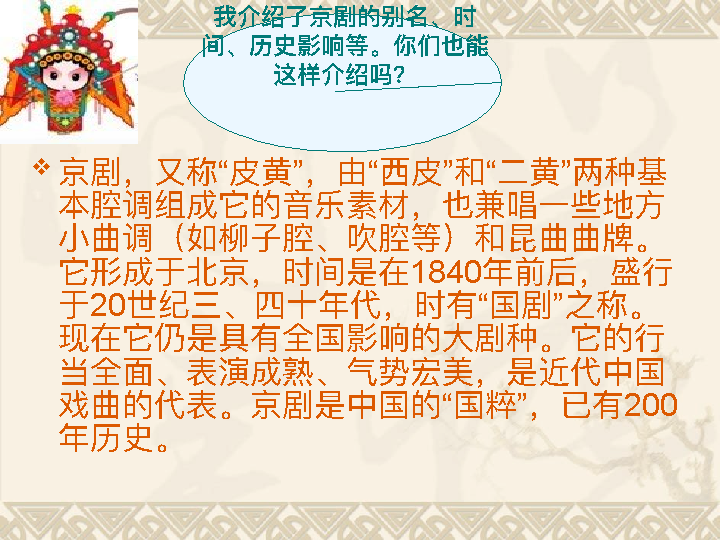 我介绍了京剧的别名、时
间、历史影响等。你们也能
这样介绍吗？
京剧，又称“皮黄”，由“西皮”和“二黄”两种基
本腔调组成它的音乐素材，也兼唱一些地方
小曲调（如柳子腔、吹腔等）和昆曲曲牌。
它形成于北京，时间是在1840年前后，盛行
于20世纪三、四十年代，时有“国剧”之称。
现在它仍是具有全国影响的大剧种。它的行
当全面、表演成熟、气势宏美，是近代中国
戏曲的代表。京剧是中国的“国粹”，已有200
年历史。